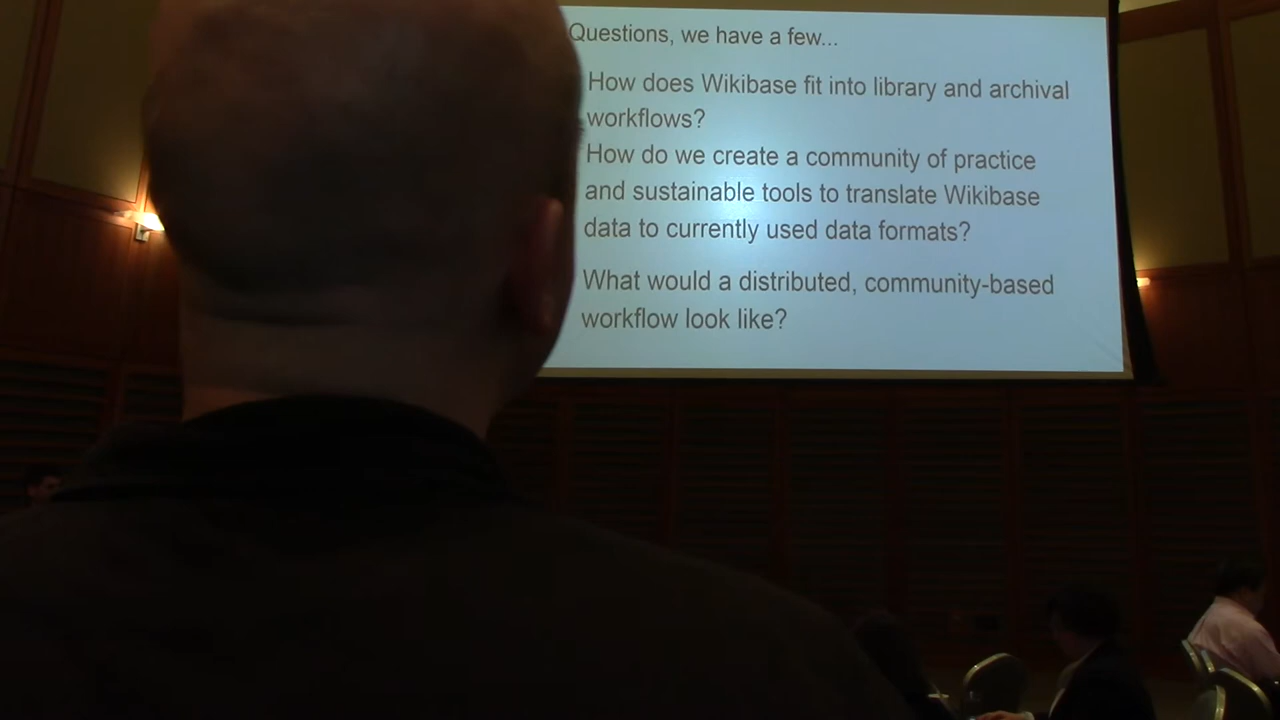 Questions, we have a few...
How does Wikibase fit into library and archival
workflows?
How do we create a community of practice
and sustainable tools to translate Wikibase
data to currently used data formats?
What would a distributed, community-based
workflow look like?